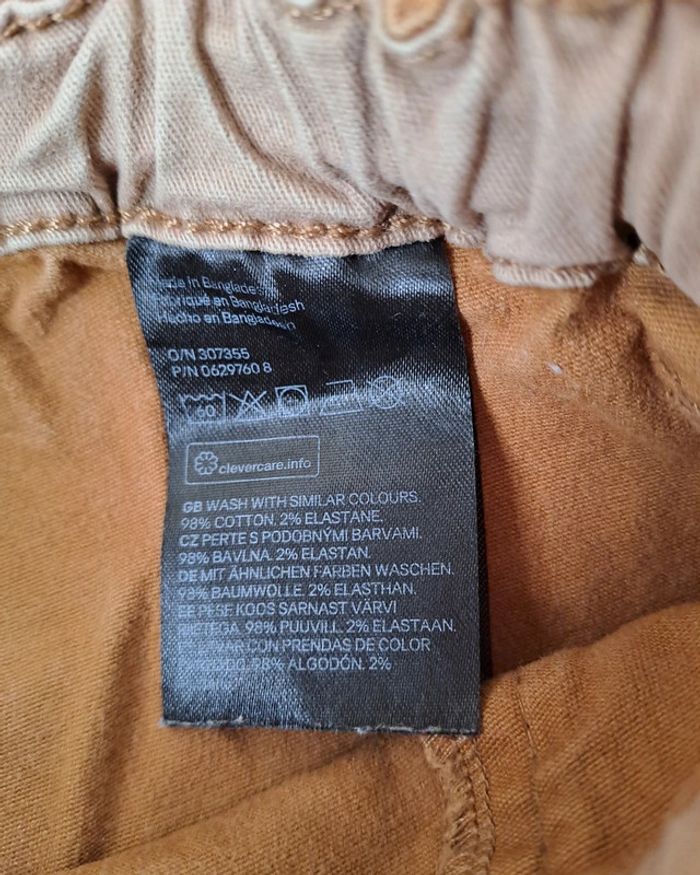 Made in Bangladesh
Fabriqué en Bangladesh
Hecho en Bangladesh
O/N 307355
P/N 0629760 8
60
clevercare.info
GB WASH WITH SIMILAR COLOURS.
98% COTTON. 2% ELASTANE.
CZ PERTE S PODOBNÝMI BARVAMI.
98% BAVLNA. 2% ELASTAN.
DE MIT ÄHNLICHEN FARBEN WASCHEN.
98% BAUMWOLLE. 2% ELASTHAN.
EE PESE KOOS SARNAST VÄRVI
98% PUUVILL. 2% ELASTAAN.
CON PRENDAS DE COLOR
98% ALGODÓN. 2%